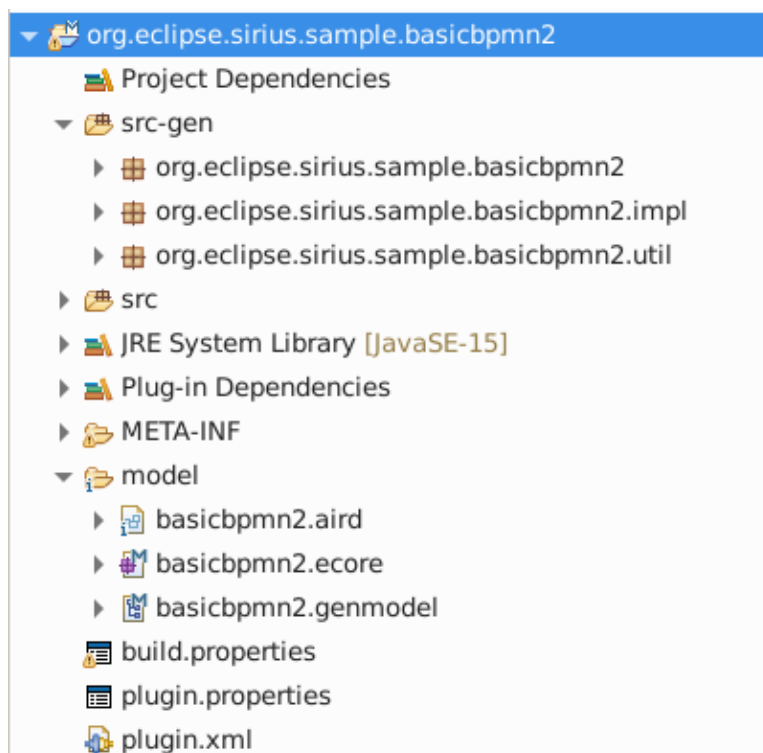 org.eclipse.sirius.sample.basicbpmn2
Project Dependencies
src-gen
org.eclipse.sirius.sample.basicbpmn2
org.eclipse.sirius.sample.basicbpmn2.impl
org.eclipse.sirius.sample.basicbpmn2.util
src
JRE System Library [JavaSE-15]
Plug-in Dependencies
META-INF
model
basicbpmn2.aird
basicbpmn2.ecore
basicbpmn2.genmodel
build.properties
plugin.properties
plugin.xml